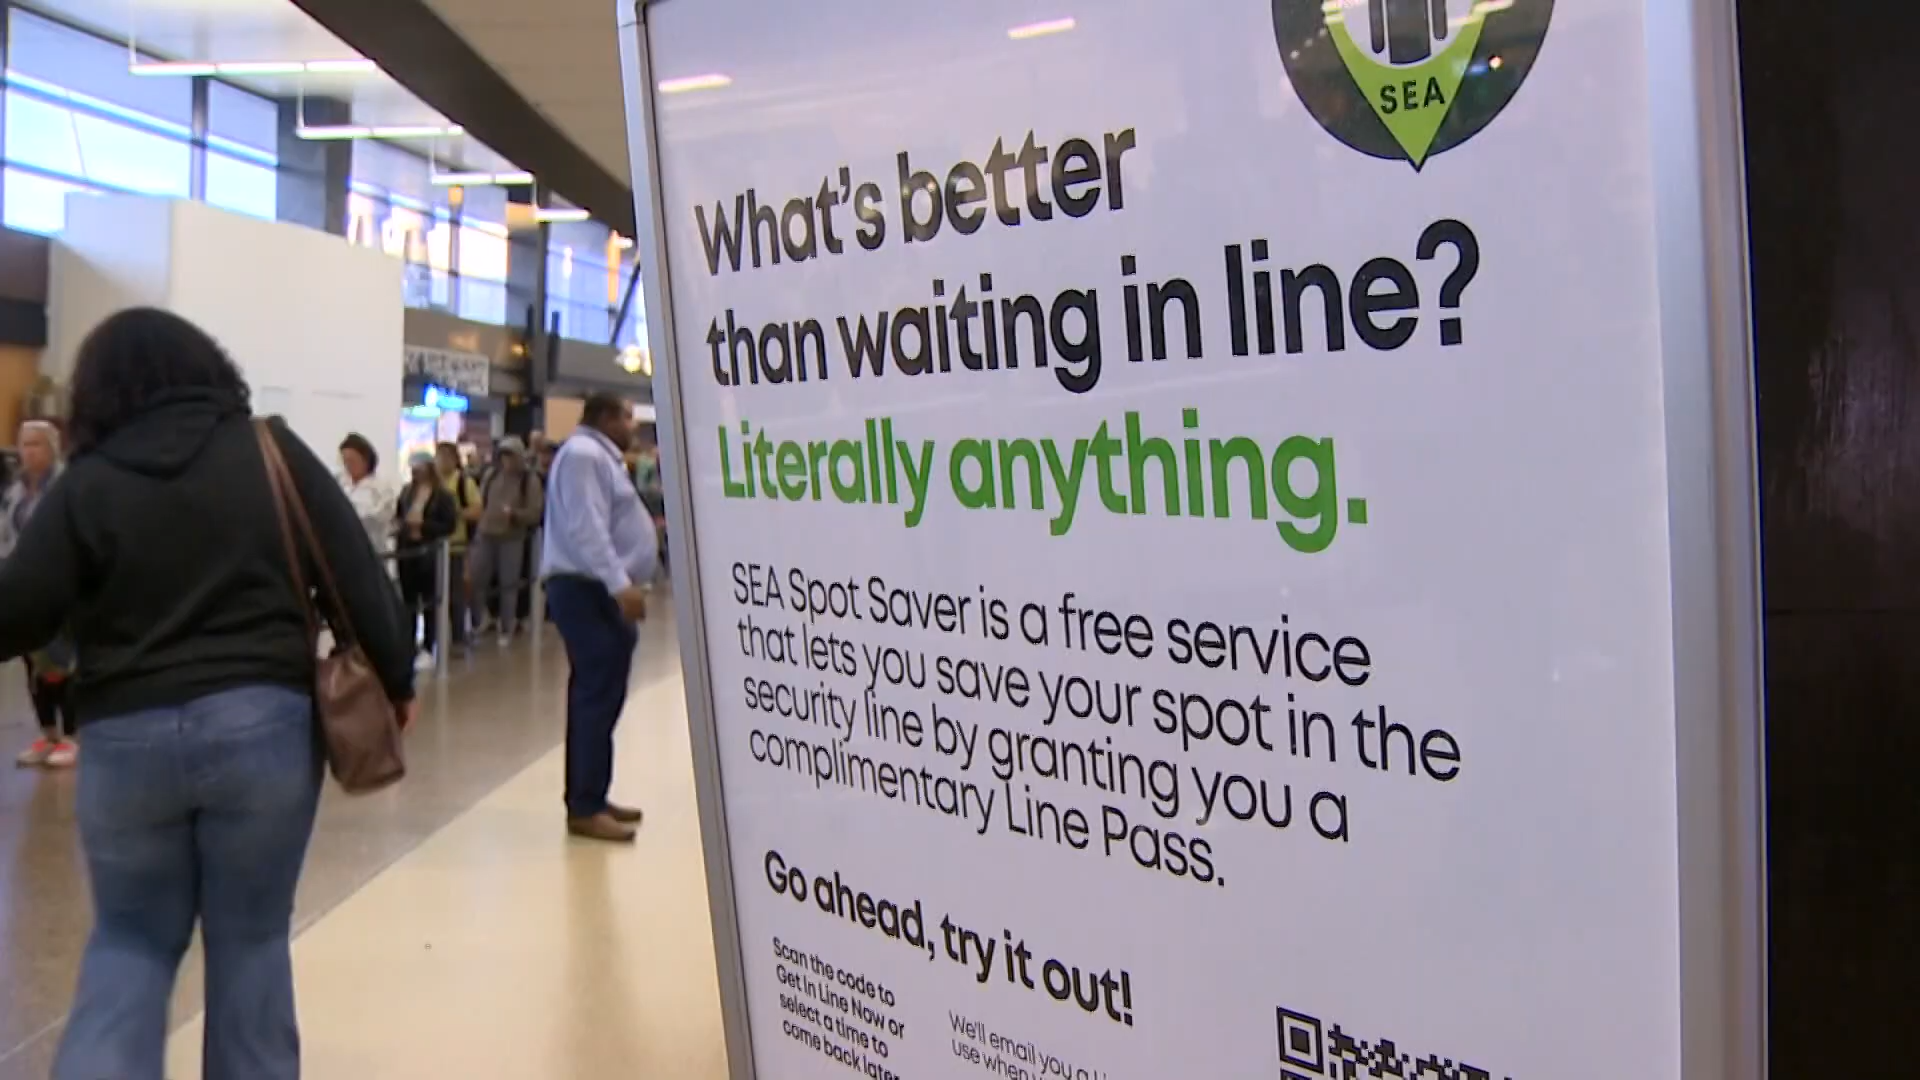 SEA
What's better
than waiting in line?
Literally anything.
SEA Spot Saver is a free service
that lets you save your spot in the
security line by granting you a
complimentary Line Pass.
Go ahead, try it out!
Scan the code to
Get In Line Now or
select a time to
come back later
We'll email you a
use when